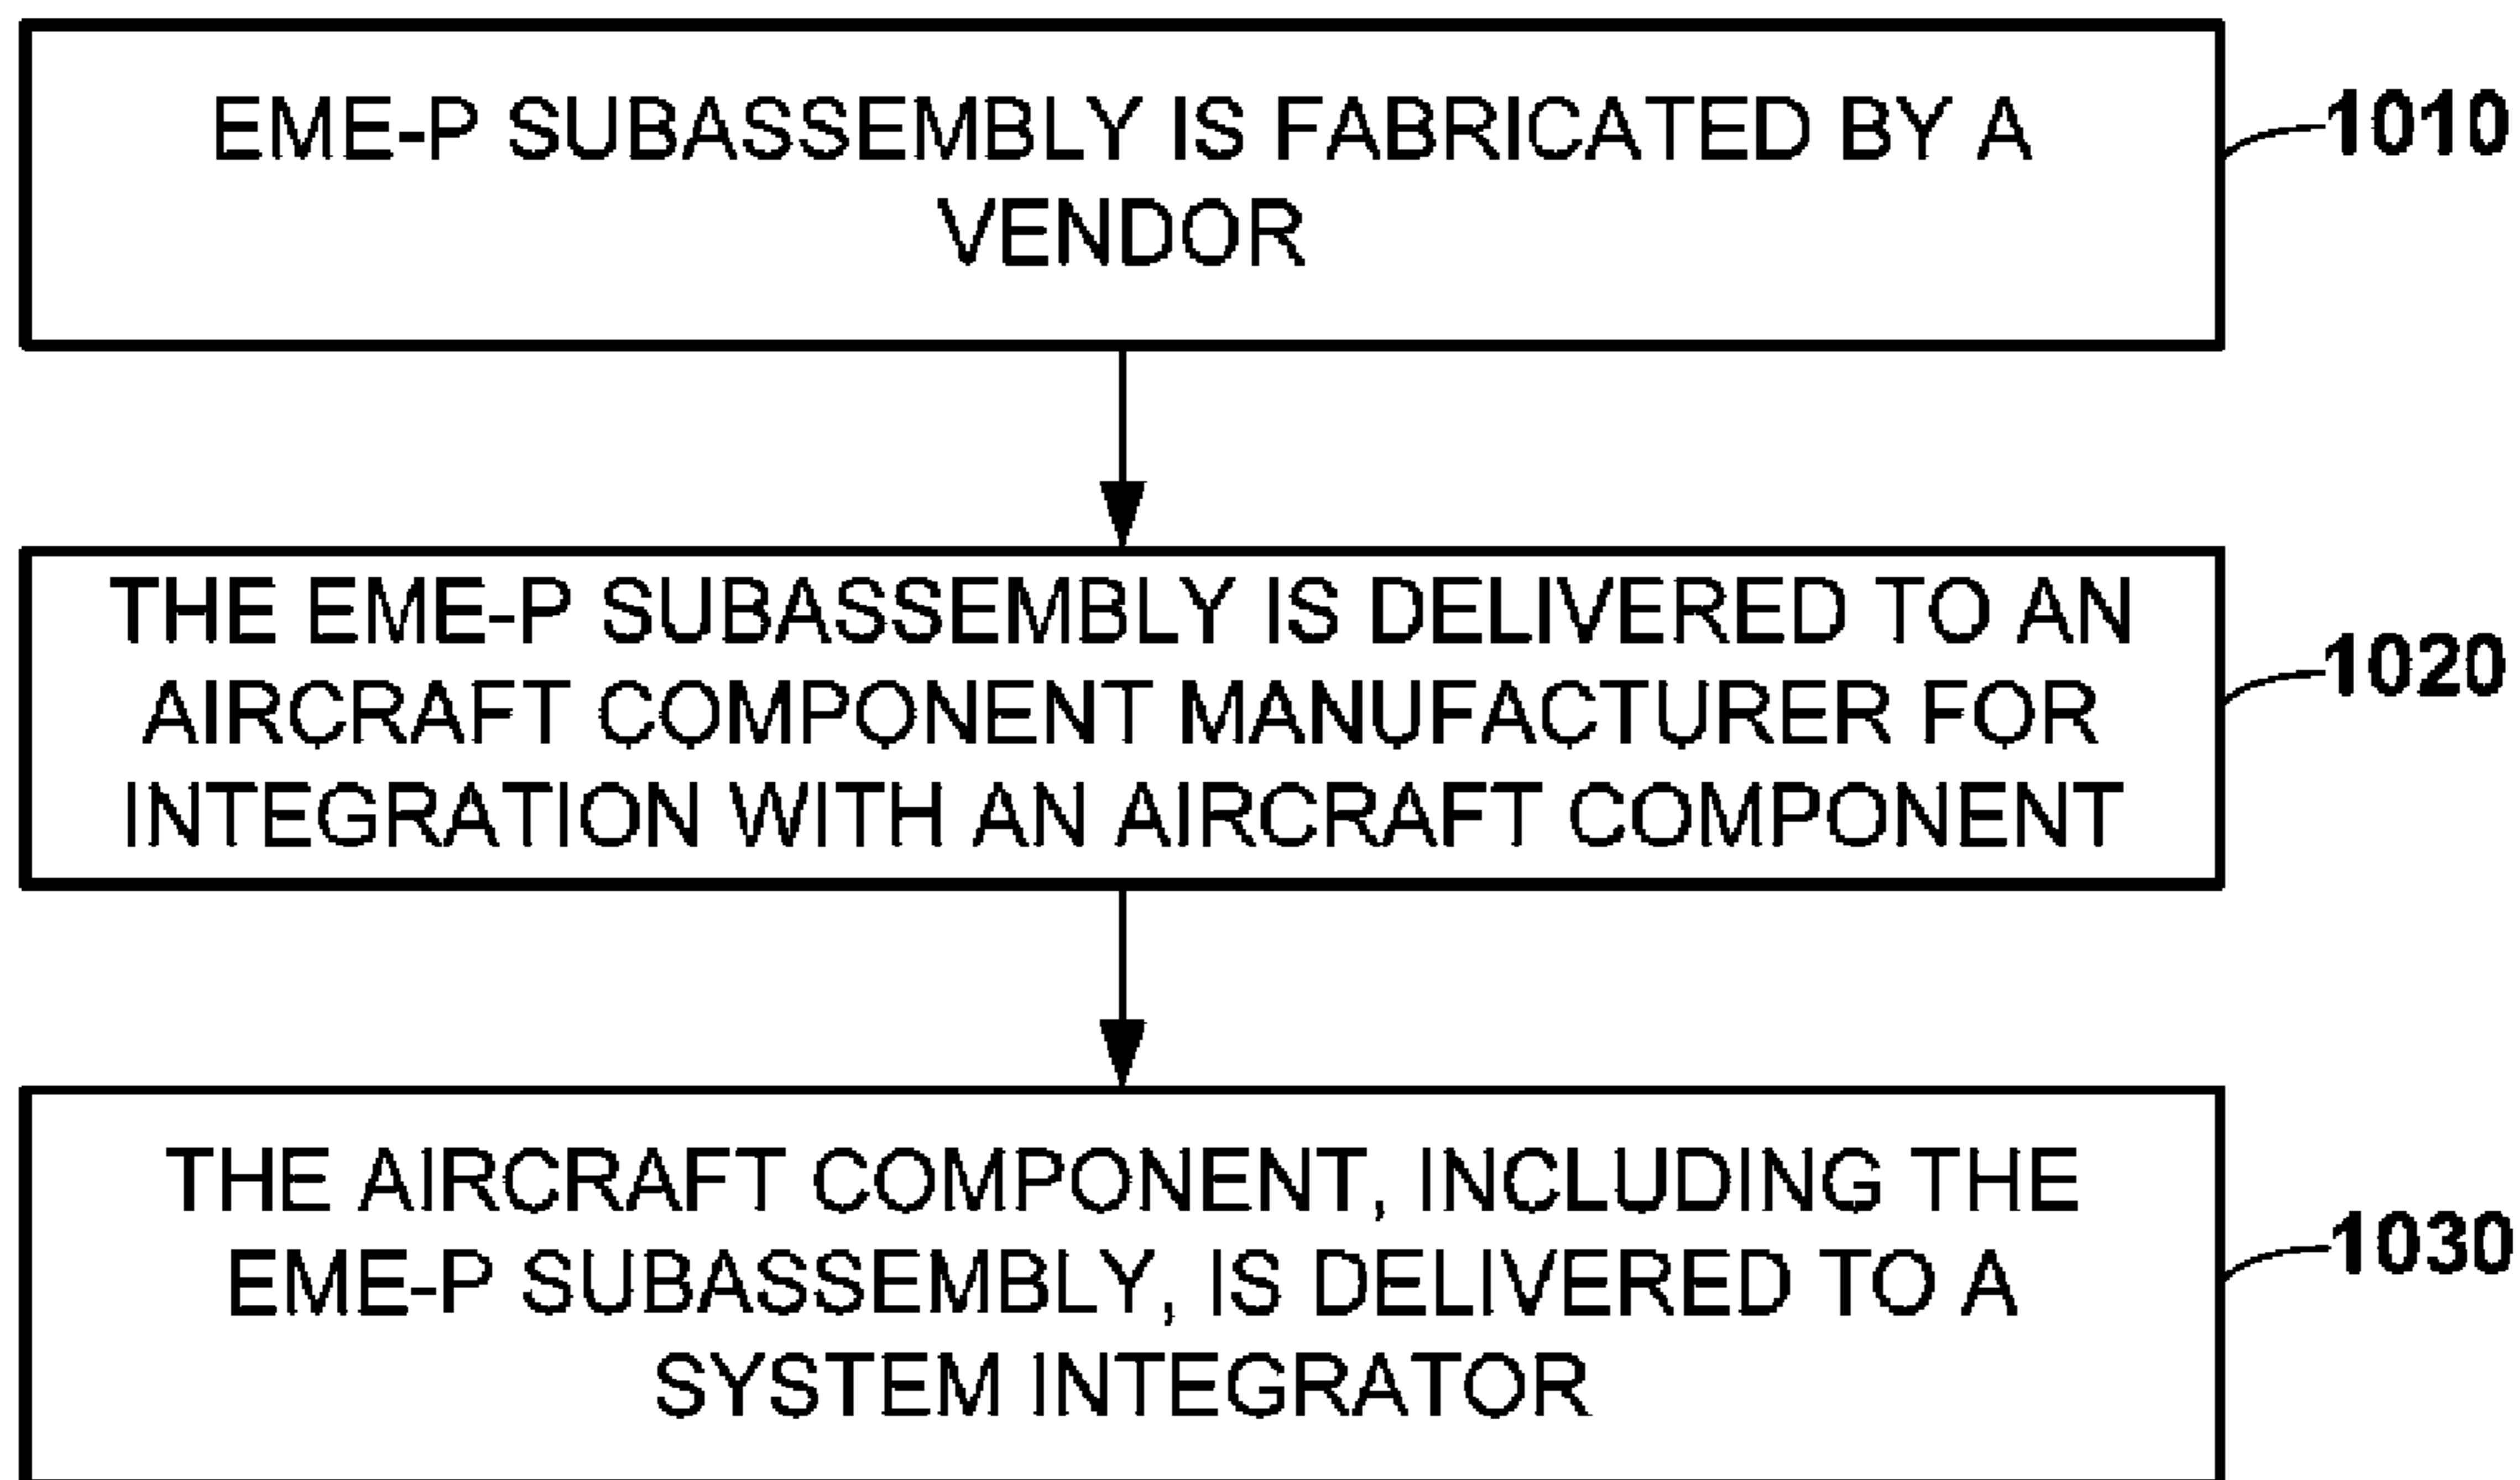 EME-P SUBASSEMBLY IS FABRICATED BY A
VENDOR
1010
THE EME-P SUBASSEMBLY IS DELIVERED TO AN
AIRCRAFT COMPONENT MANUFACTURER FOR
INTEGRATION WITH AN AIRCRAFT COMPONENT
1020
THE AIRCRAFT COMPONENT, INCLUDING THE
EME-P SUBASSEMBLY, IS DELIVERED TO A
SYSTEM INTEGRATOR
1030